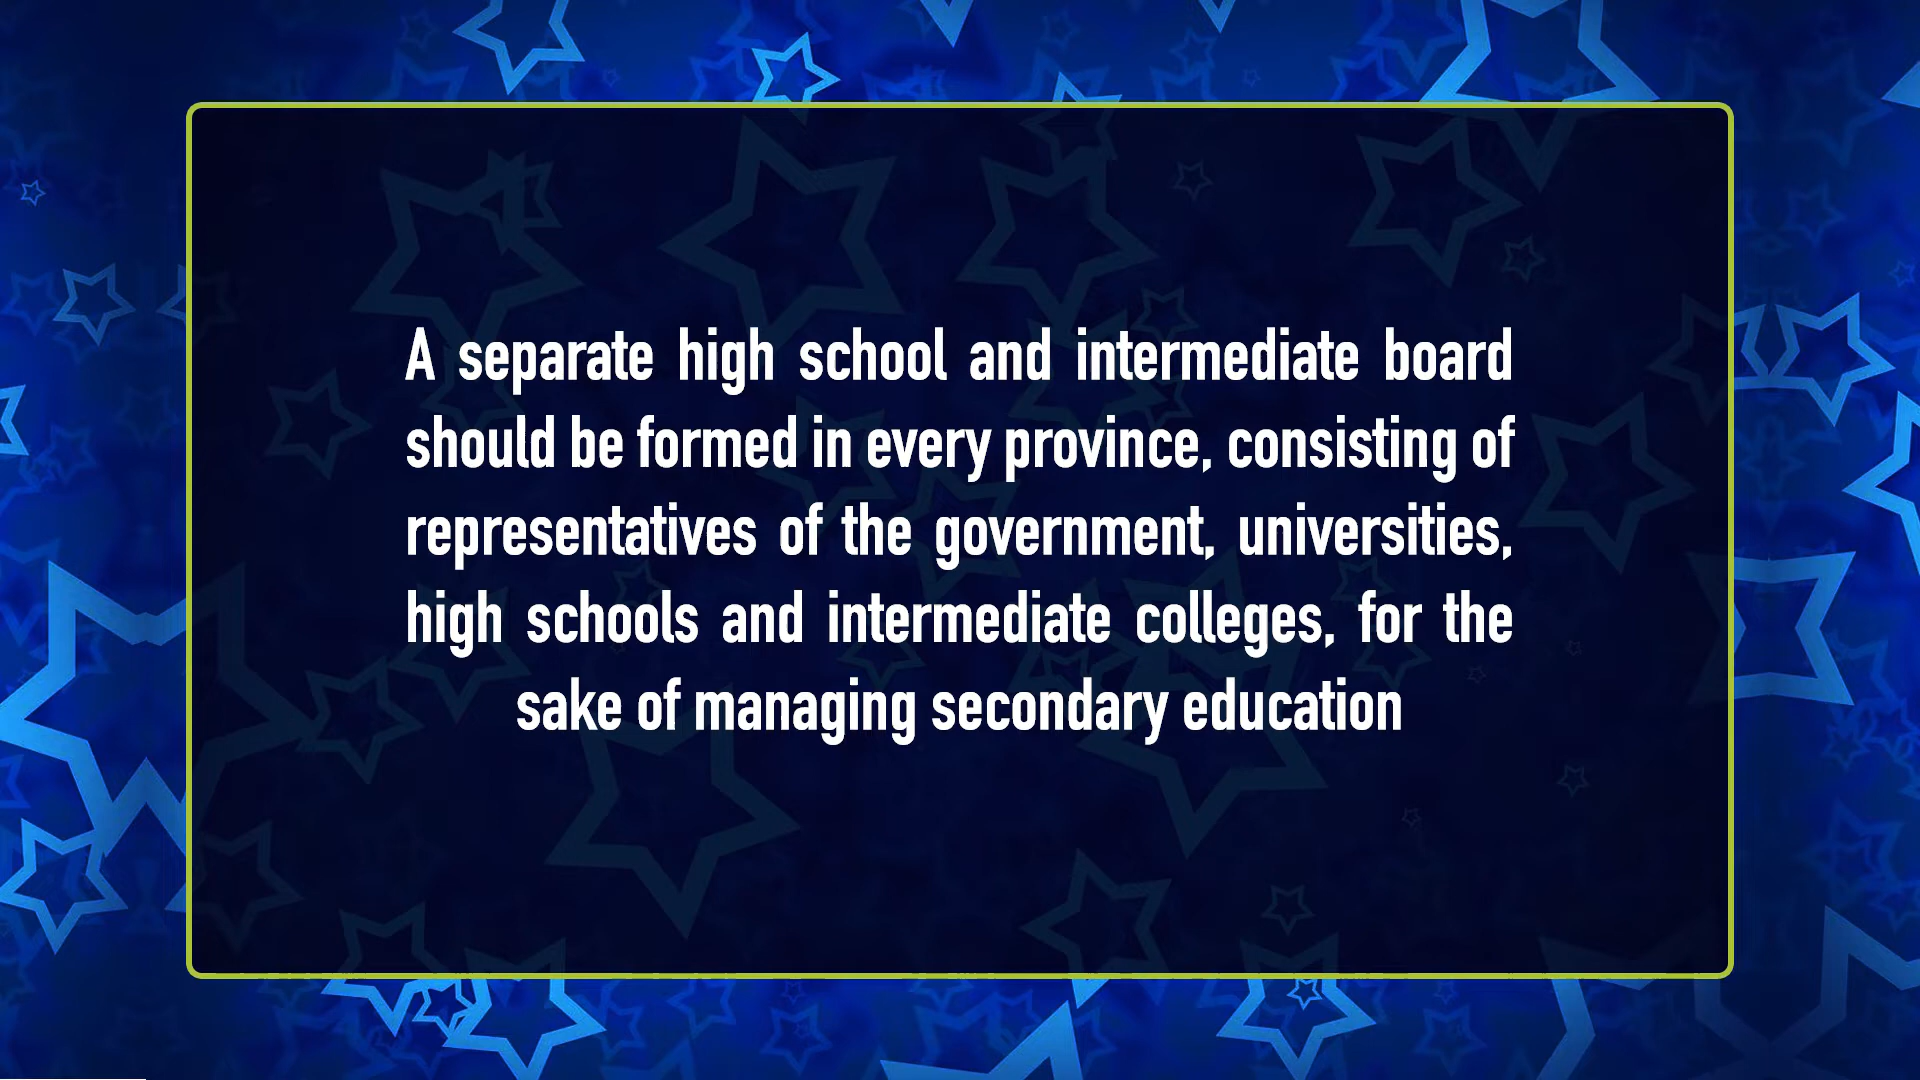 A separate high school and intermediate board
should be formed in every province, consisting of
representatives of the government, universities,
high schools and intermediate colleges, for the
sake of managing secondary education